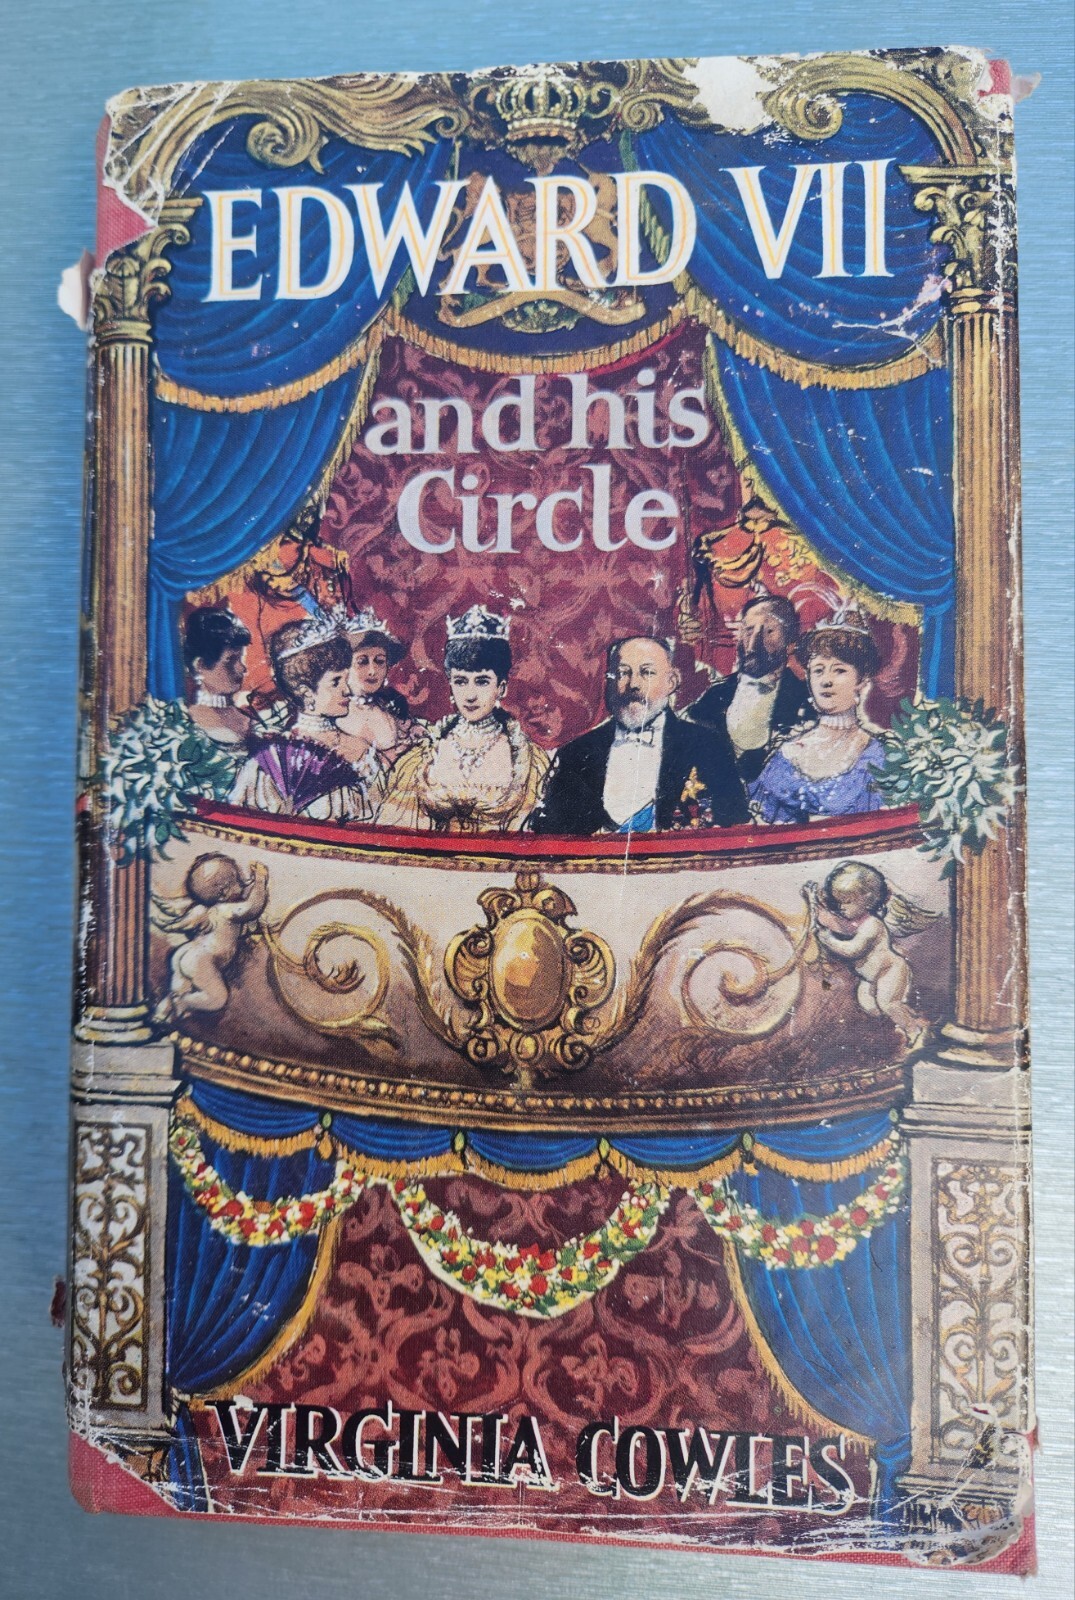 EDWARD VII
and his
Circle
VIRGINIA COWLES